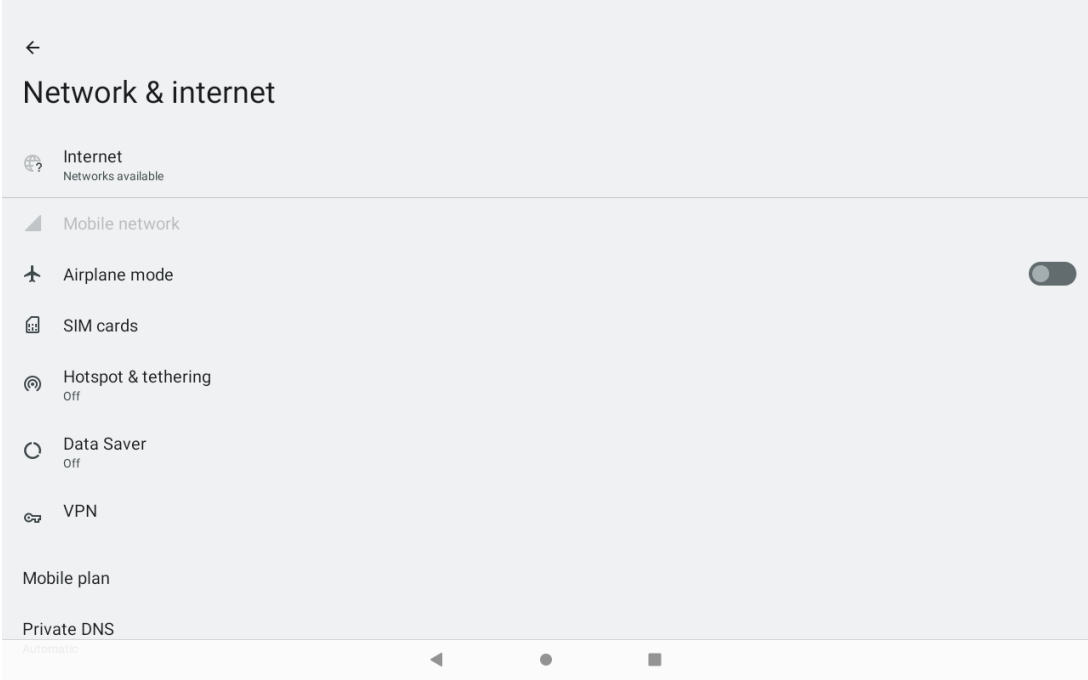 Network & internet
Internet
Networks available
Mobile network
Airplane mode
SIM cards
Hotspot & tethering
Off
Data Saver
Off
VPN
Mobile plan
Private DNS
Automatic